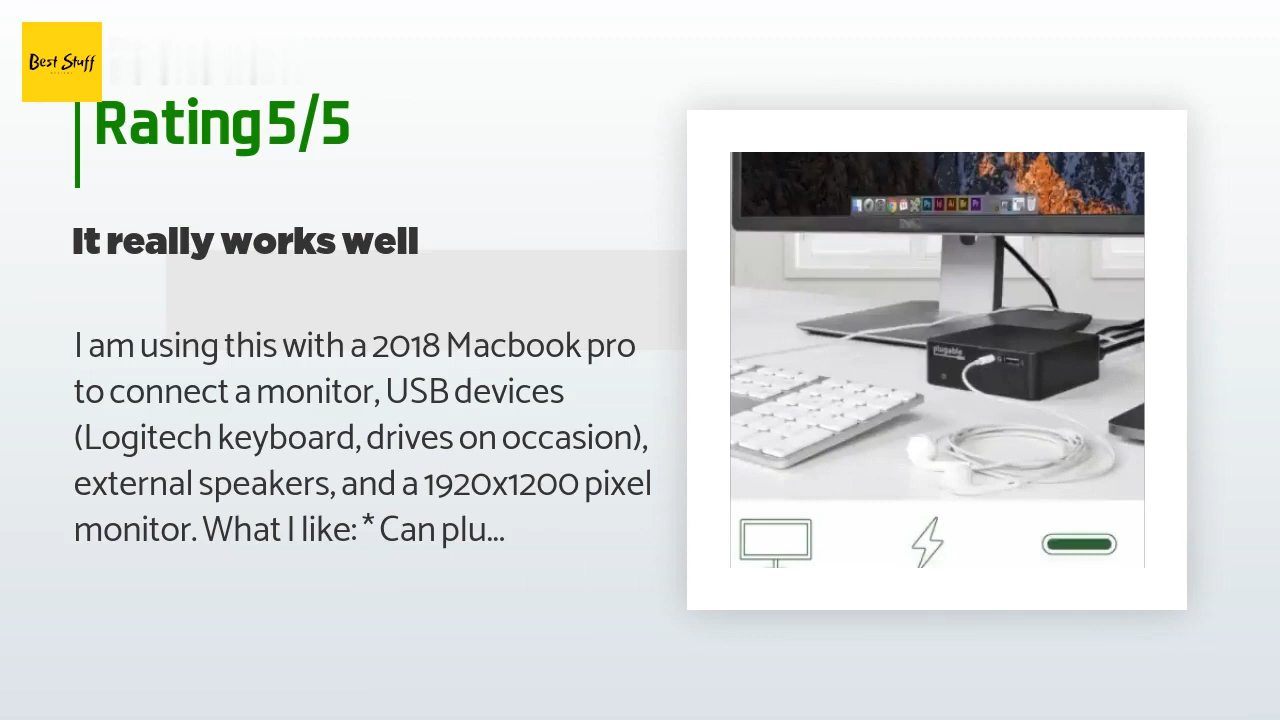 Best Stuff
Rating 5/5
It really works well
I am using this with a 2018 Macbook pro
to connect a monitor, USB devices
(Logitech keyboard, drives on occasion),
external speakers, and a 1920x1200 pixel
monitor. What I like: * Can plu...
plugable